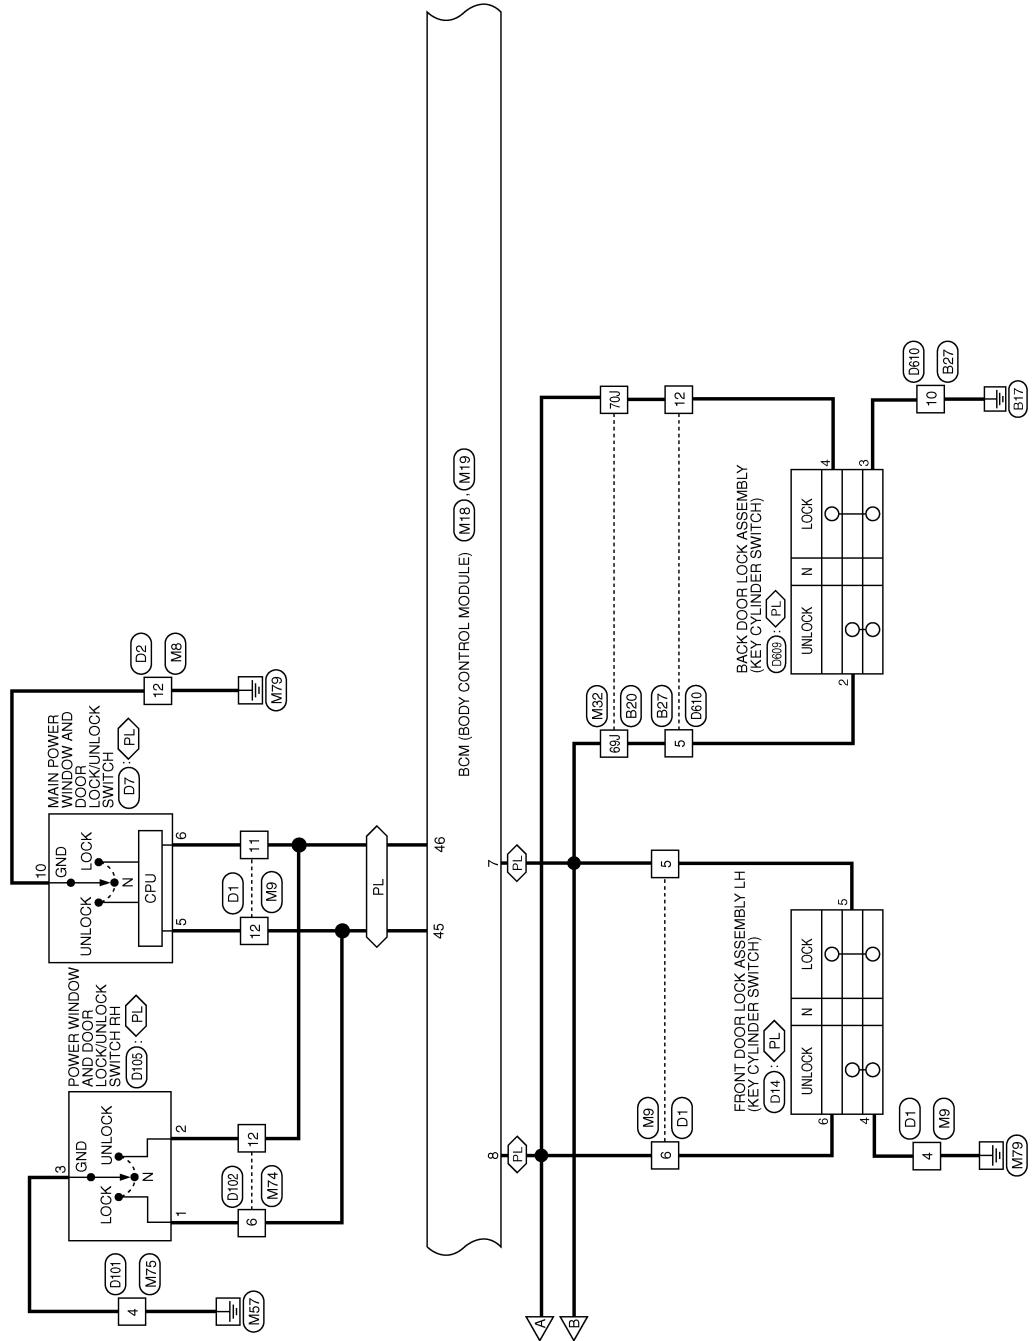 POWER WINDOW
AND DOOR
LOCK/UNLOCK
SWITCH RH
D105 : PL
3
GND
LOCK
UNLOCK
N
1
2
D101
4
M75
M57
D102
6
12
M74
MAIN POWER
WINDOW AND
DOOR
LOCK/UNLOCK
SWITCH
D7 : PL
10
GND
UNLOCK
LOCK
N
CPU
5
6
D2
12
M8
M79
D1
12
11
M9
PL
45
46
BCM (BODY CONTROL MODULE) M18 , M19
8
7
PL
PL
A
B
M9
6
5
D1
FRONT DOOR LOCK ASSEMBLY LH
(KEY CYLINDER SWITCH)
D14 : PL
UNLOCK
N
LOCK
6
4
5
D1
4
M9
M79
M32
69J
70J
B20
B27
5
12
D610
BACK DOOR LOCK ASSEMBLY
(KEY CYLINDER SWITCH)
D609 : PL
UNLOCK
N
LOCK
2
4
3
D610
10
B27
B17